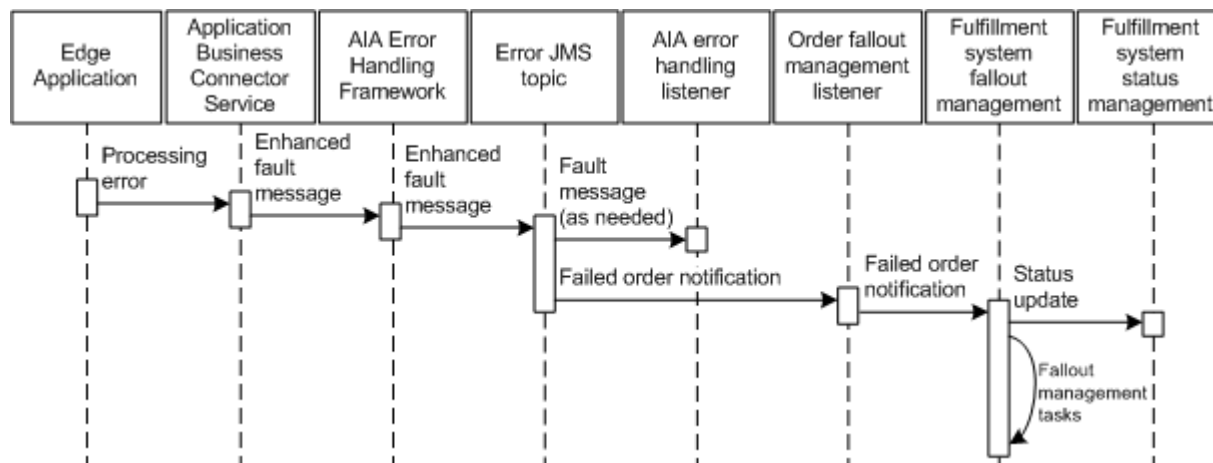 Edge
Application
Application
Business
Connector
Service
AIA Error
Handling
Framework
Error JMS
topic
AIA error
handling
listener
Order fallout
management
listener
Fulfillment
system
fallout
management
Fulfillment
system
status
management
Processing
error
Enhanced
fault
message
Enhanced
fault
message
Fault
message
(as needed)
Failed order notification
Failed order
notification
Status
update
Fallout
management
tasks